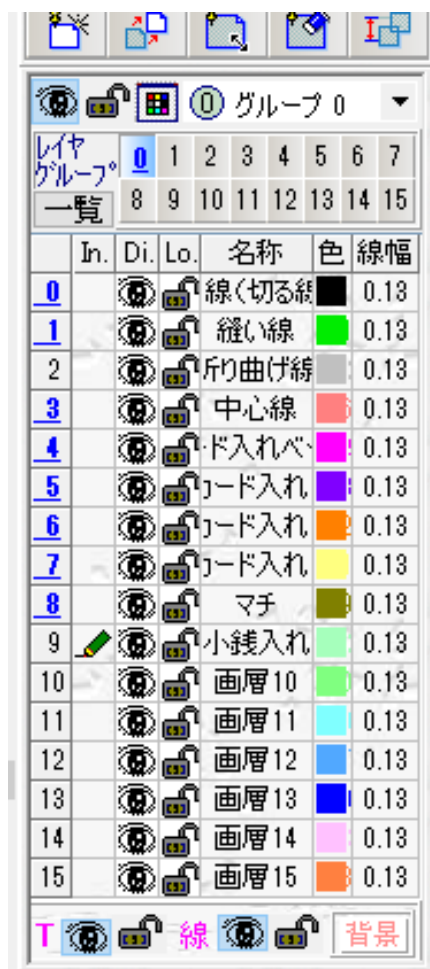 0 グループ 0
レイヤグループ 0 1 2 3 4 5 6 7
一覧 8 9 10 11 12 13 14 15
In. Di. Lo. 名称 色 線幅
0 線(切る線 0.13
1 縫い線 0.13
2 折り曲げ線 0.13
3 中心線 0.13
4 ード入れベ 0.13
5 カード入れ 0.13
6 カード入れ 0.13
7 カード入れ 0.13
8 マチ 0.13
9 小銭入れ 0.13
10 画層10 0.13
11 画層11 0.13
12 画層12 0.13
13 画層13 0.13
14 画層14 0.13
15 画層15 0.13
T 線 背景